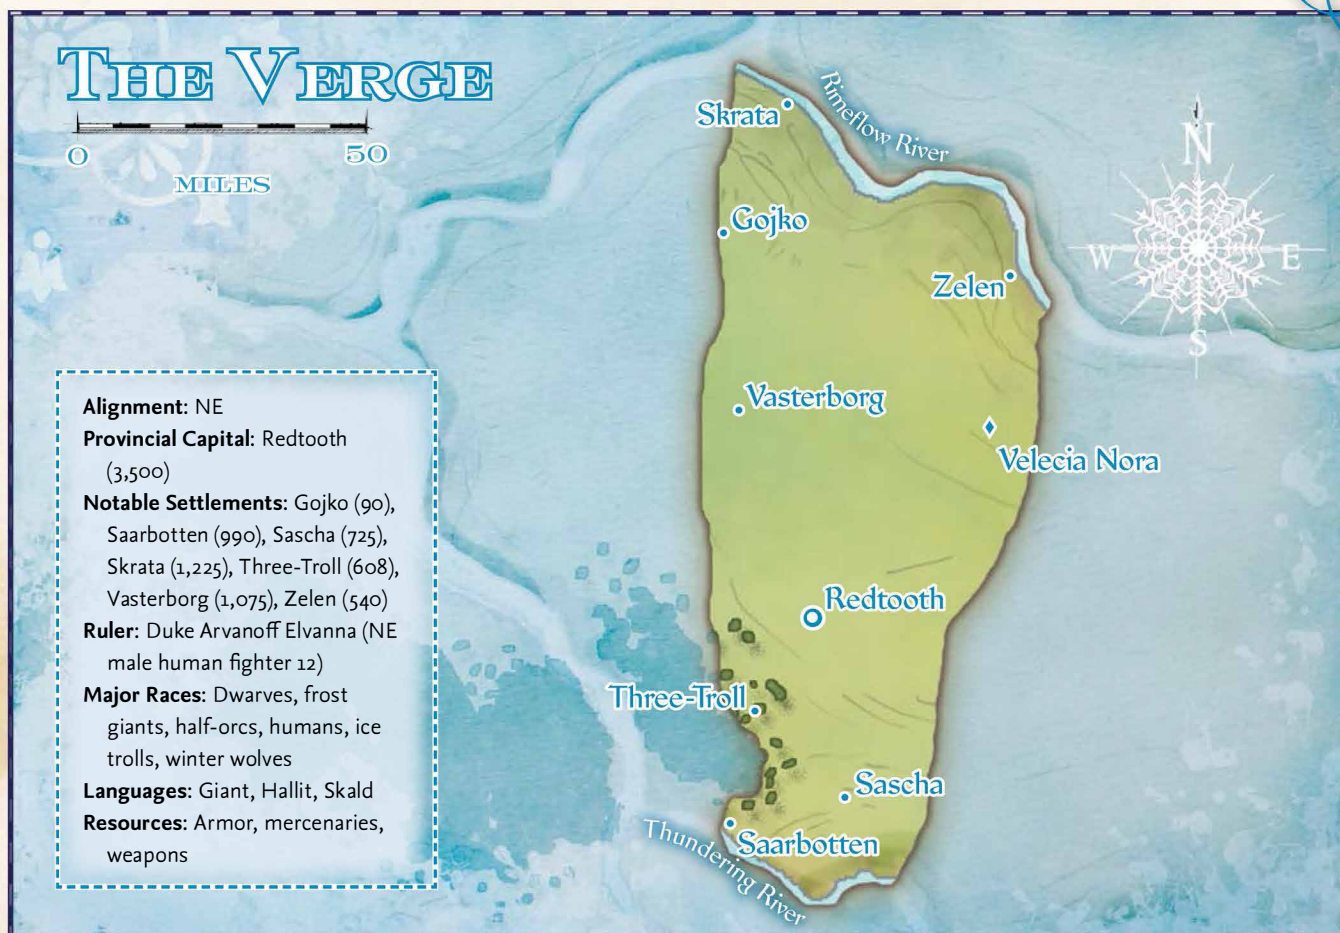 THE VERGE
0 50
MILES
Skrata
Rimeflow River
N
Gojko
W E
Zelen
S
Alignment: NE
Provincial Capital: Redtooth
(3,500)
Notable Settlements: Gojko (90),
Saarbotten (990), Sascha (725),
Skrata (1,225), Three-Troll (608),
Vasterborg (1,075), Zelen (540)
Ruler: Duke Arvanoff Elvanna (NE
male human fighter 12)
Major Races: Dwarves, frost
giants, half-orcs, humans, ice
trolls, winter wolves
Languages: Giant, Hallit, Skald
Resources: Armor, mercenaries,
weapons
Vasterborg
Velecia Nora
Redtooth
Three-Troll
Sascha
Saarbotten
Thundering River